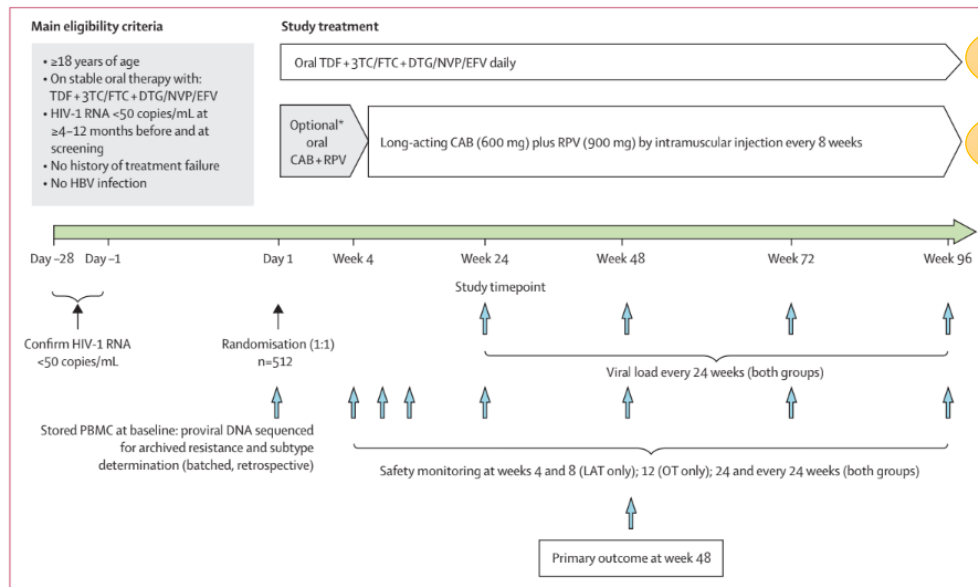 Main eligibility criteria
• ≥18 years of age
• On stable oral therapy with:
TDF + 3TC/FTC + DTG/NVP/EFV
• HIV-1 RNA <50 copies/mL at
≥4–12 months before and at
screening
• No history of treatment failure
• No HBV infection
Study treatment
Oral TDF + 3TC/FTC + DTG/NVP/EFV daily
Optional*
oral
CAB + RPV
Long-acting CAB (600 mg) plus RPV (900 mg) by intramuscular injection every 8 weeks
Day –28 Day –1 Day 1 Week 4 Week 24 Week 48 Week 72 Week 96
Study timepoint
Confirm HIV-1 RNA
<50 copies/mL
Randomisation (1:1)
n=512
Viral load every 24 weeks (both groups)
Stored PBMC at baseline: proviral DNA sequenced
for archived resistance and subtype
determination (batched, retrospective)
Safety monitoring at weeks 4 and 8 (LAT only); 12 (OT only); 24 and every 24 weeks (both groups)
Primary outcome at week 48